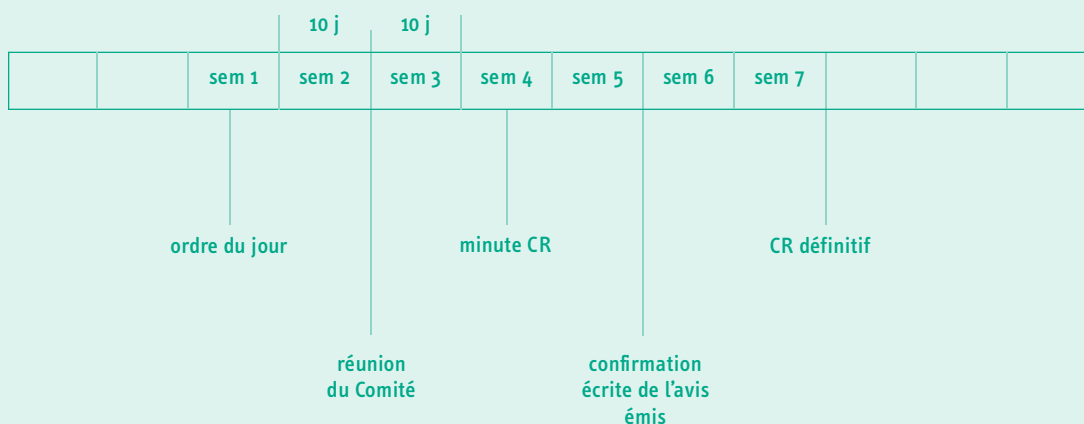 10 j 10 j
sem 1 sem 2 sem 3 sem 4 sem 5 sem 6 sem 7
ordre du jour minute CR CR définitif
réunion
du Comité
confirmation
écrite de l'avis
émis